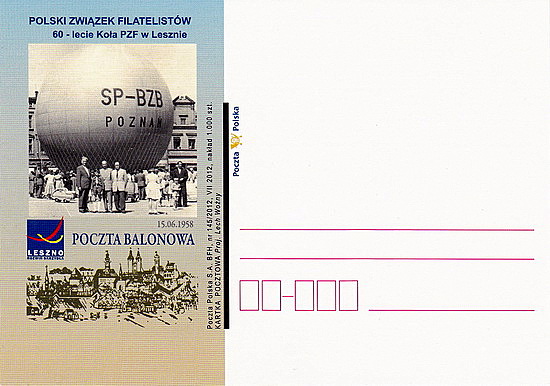 POLSKI ZWIĄZEK FILATELISTÓW
60 - lecie Koła PZF w Lesznie
SP-BZB
POZNAŃ
15.06.1958
LESZNO
POCZTA BALONOWA
Poczta Polska S.A. BFH, nr 145/2012, VII 2012, nakład 1.000 szt.
KARTKA POCZTOWA Proj. Lech Woźny
Poczta Polska